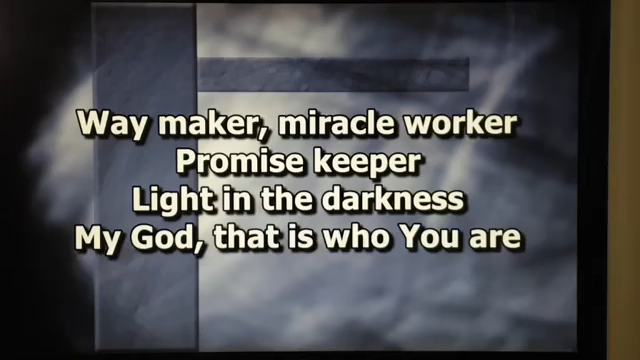 Way maker, miracle worker
Promise keeper
Light in the darkness
My God, that is who You are